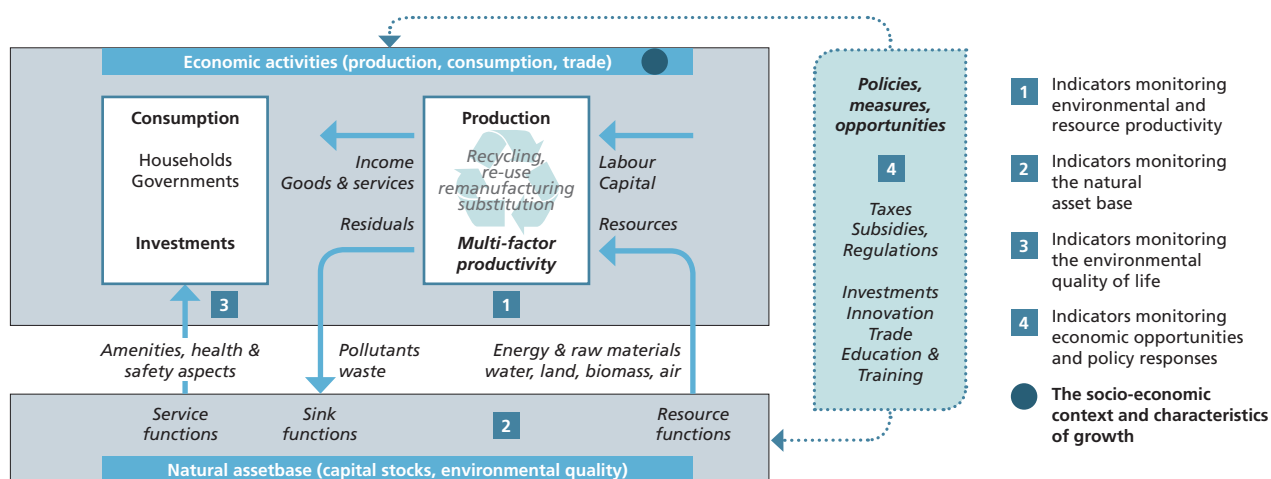 Economic activities (production, consumption, trade)
Consumption
Households
Governments
Investments
3
Income
Goods & services
Residuals
Production
Recycling,
re-use
remanufacturing
substitution
Multi-factor
productivity
1
Labour
Capital
Resources
Amenities, health &
safety aspects
Pollutants
waste
Energy & raw materials
water, land, biomass, air
Service
functions
Sink
functions
2
Resource
functions
Natural assetbase (capital stocks, environmental quality)
Policies,
measures,
opportunities
4
Taxes
Subsidies,
Regulations
Investments
Innovation
Trade
Education &
Training
1 Indicators monitoring
environmental and
resource productivity
2 Indicators monitoring
the natural
asset base
3 Indicators monitoring
the environmental
quality of life
4 Indicators monitoring
economic opportunities
and policy responses
The socio-economic
context and characteristics
of growth